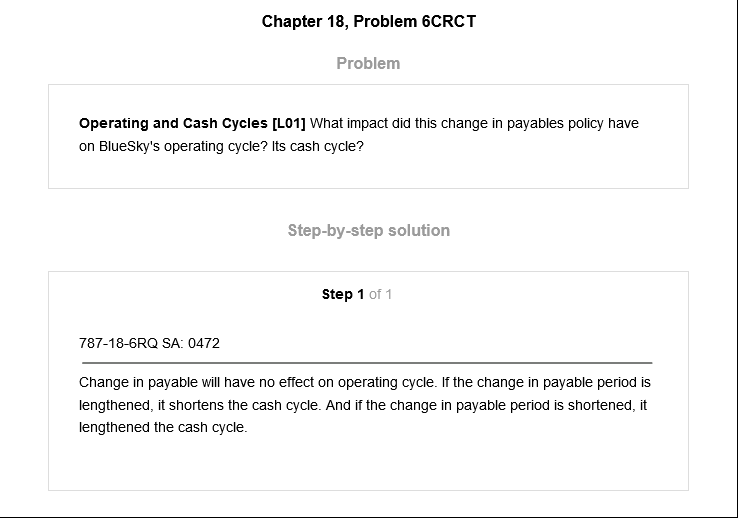 Chapter 18, Problem 6CRCT
Problem
Operating and Cash Cycles [L01] What impact did this change in payables policy have
on BlueSky's operating cycle? Its cash cycle?
Step-by-step solution
Step 1 of 1
787-18-6RQ SA: 0472
Change in payable will have no effect on operating cycle. If the change in payable period is
lengthened, it shortens the cash cycle. And if the change in payable period is shortened, it
lengthened the cash cycle.